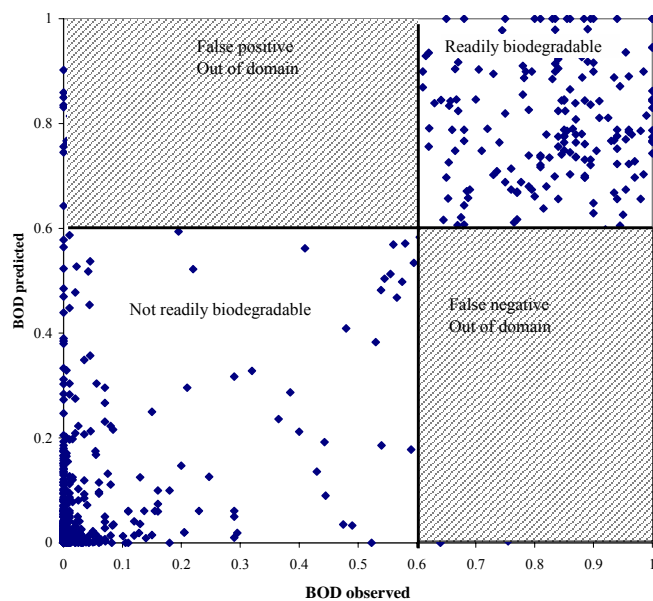 1
False positive
Out of domain
Readily biodegradable
0.8
0.6
BOD predicted
Not readily biodegradable
False negative
Out of domain
0.4
0.2
0
0 0.1 0.2 0.3 0.4 0.5 0.6 0.7 0.8 0.9 1
BOD observed